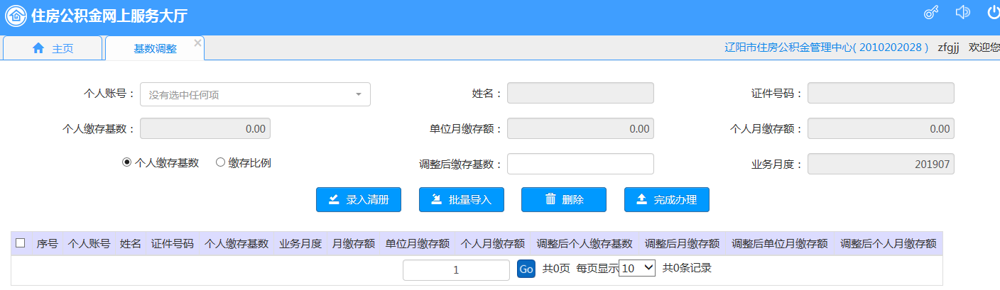 住房公积金网上服务大厅
主页 基数调整 辽阳市住房公积金管理中心( 2010202028 ) zfgjj 欢迎您
个人账号： 没有选中任何项 姓名： 证件号码：
个人缴存基数： 0.00 单位月缴存额： 0.00 个人月缴存额： 0.00
个人缴存基数 缴存比例 调整后缴存基数： 业务月度： 201907
录入清册 批量导入 删除 完成办理
序号 个人账号 姓名 证件号码 个人缴存基数 业务月度 月缴存额 单位月缴存额 个人月缴存额 调整后个人缴存基数 调整后月缴存额 调整后单位月缴存额 调整后个人月缴存额
1 Go 共0页 每页显示 10 共0条记录